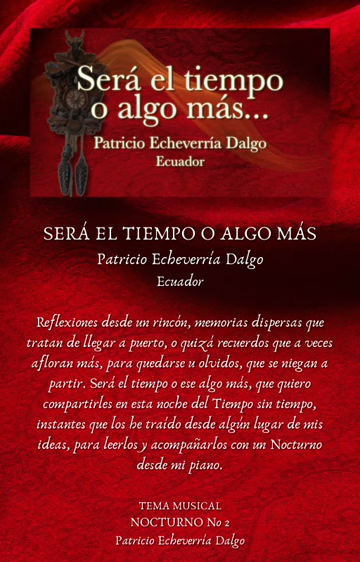 Será el tiempo
o algo más...
Patricio Echeverría Dalgo
Ecuador
SERÁ EL TIEMPO O ALGO MÁS
Patricio Echeverría Dalgo
Ecuador
Reflexiones desde un rincón, memorias dispersas que
tratan de llegar a puerto, o quizá recuerdos que a veces
afloran más, para quedarse u olvidos, que se niegan a
partir. Será el tiempo o ese algo más, que quiero
compartirles en esta noche del Tiempo sin tiempo,
instantes que los he traído desde algún lugar de mis
ideas, para leerlos y acompañarlos con un Nocturno
desde mi piano.
TEMA MUSICAL
NOCTURNO No 2
Patricio Echeverría Dalgo